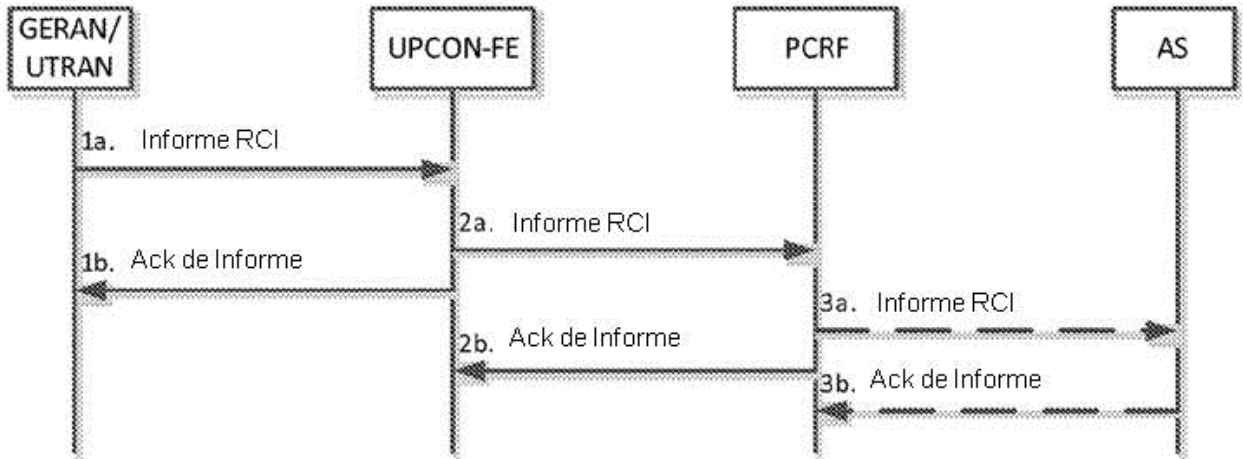 GERAN/
UTRAN
UPCON-FE
PCRF
AS
1a. Informe RCI
2a. Informe RCI
1b. Ack de Informe
3a. Informe RCI
2b. Ack de Informe
3b. Ack de Informe